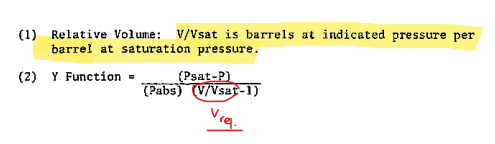 (1) Relative Volume: V/Vsat is barrels at indicated pressure per
barrel at saturation pressure.
(2) Y Function = (Psat-P)
(Pabs) (V/Vsat-1)